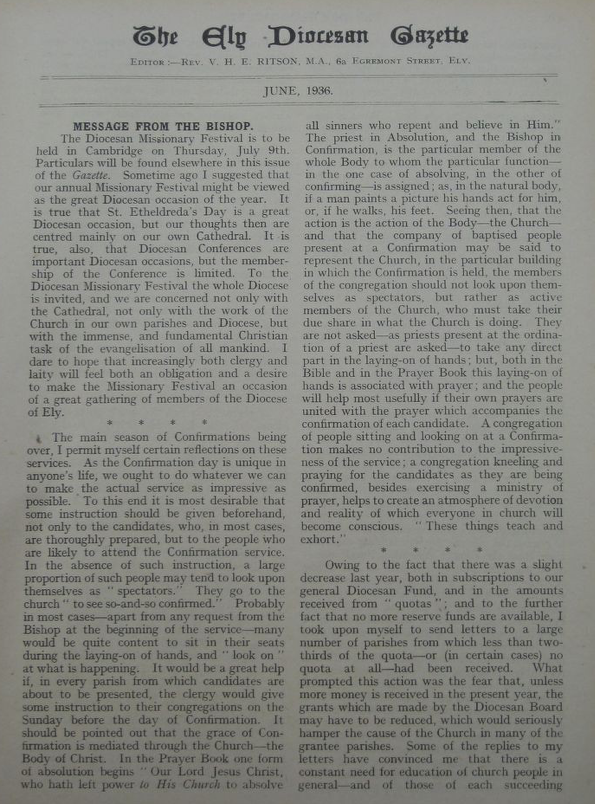 The Ely Diocesan Gazette
EDITOR:—REV. V. H. E. RITSON, M.A., 6a EGREMONT STREET, ELY.
JUNE, 1936.
MESSAGE FROM THE BISHOP.
The Diocesan Missionary Festival is to be
held in Cambridge on Thursday, July 9th.
Particulars will be found elsewhere in this issue
of the Gazette. Sometime ago I suggested that
our annual Missionary Festival might be viewed
as the great Diocesan occasion of the year. It
is true that St. Etheldreda's Day is a great
Diocesan occasion, but our thoughts then are
centred mainly on our own Cathedral. It is
true, also, that Diocesan Conferences are
important Diocesan occasions, but the member-
ship of the Conference is limited. To the
Diocesan Missionary Festival the whole Diocese
is invited, and we are concerned not only with
the Cathedral, not only with the work of the
Church in our own parishes and Diocese, but
with the immense, and fundamental Christian
task of the evangelisation of all mankind. I
dare to hope that increasingly both clergy and
laity will feel both an obligation and a desire
to make the Missionary Festival an occasion
of a great gathering of members of the Diocese
of Ely.
* * * *
The main season of Confirmations being
over, I permit myself certain reflections on these
services. As the Confirmation day is unique in
anyone's life, we ought to do whatever we can
to make the actual service as impressive as
possible. To this end it is most desirable that
some instruction should be given beforehand,
not only to the candidates, who, in most cases,
are thoroughly prepared, but to the people who
are likely to attend the Confirmation service.
In the absence of such instruction, a large
proportion of such people may tend to look upon
themselves as "spectators." They go to the
church "to see so-and-so confirmed." Probably
in most cases—apart from any request from the
Bishop at the beginning of the service—many
would be quite content to sit in their seats
during the laying-on of hands, and "look on"
at what is happening. It would be a great help
if, in every parish from which candidates are
about to be presented, the clergy would give
some instruction to their congregations on the
Sunday before the day of Confirmation. It
should be pointed out that the grace of Con-
firmation is mediated through the Church—the
Body of Christ. In the Prayer Book one form
of absolution begins "Our Lord Jesus Christ,
who hath left power to His Church to absolve
all sinners who repent and believe in Him."
The priest in Absolution, and the Bishop in
Confirmation, is the particular member of the
whole Body to whom the particular function—
in the one case of absolving, in the other of
confirming—is assigned; as, in the natural body,
if a man paints a picture his hands act for him,
or, if he walks, his feet. Seeing then, that the
action is the action of the Body—the Church—
and that the company of baptised people
present at a Confirmation may be said to
represent the Church, in the particular building
in which the Confirmation is held, the members
of the congregation should not look upon them-
selves as spectators, but rather as active
members of the Church, who must take their
due share in what the Church is doing. They
are not asked—as priests present at the ordina-
tion of a priest are asked—to take any direct
part in the laying-on of hands; but, both in the
Bible and in the Prayer Book this laying-on of
hands is associated with prayer; and the people
will help most usefully if their own prayers are
united with the prayer which accompanies the
confirmation of each candidate. A congregation
of people sitting and looking on at a Confirma-
tion makes no contribution to the impressive-
ness of the service; a congregation kneeling and
praying for the candidates as they are being
confirmed, besides exercising a ministry of
prayer, helps to create an atmosphere of devotion
and reality of which everyone in church will
become conscious. "These things teach and
exhort."
* * * *
Owing to the fact that there was a slight
decrease last year, both in subscriptions to our
general Diocesan Fund, and in the amounts
received from "quotas"; and to the further
fact that no more reserve funds are available, I
took upon myself to send letters to a large
number of parishes from which less than two-
thirds of the quota—or (in certain cases) no
quota at all—had been received. What
prompted this action was the fear that, unless
more money is received in the present year, the
grants which are made by the Diocesan Board
may have to be reduced, which would seriously
hamper the cause of the Church in many of the
grantee parishes. Some of the replies to my
letters have convinced me that there is a
constant need for education of church people in
general—and of those of each succeeding